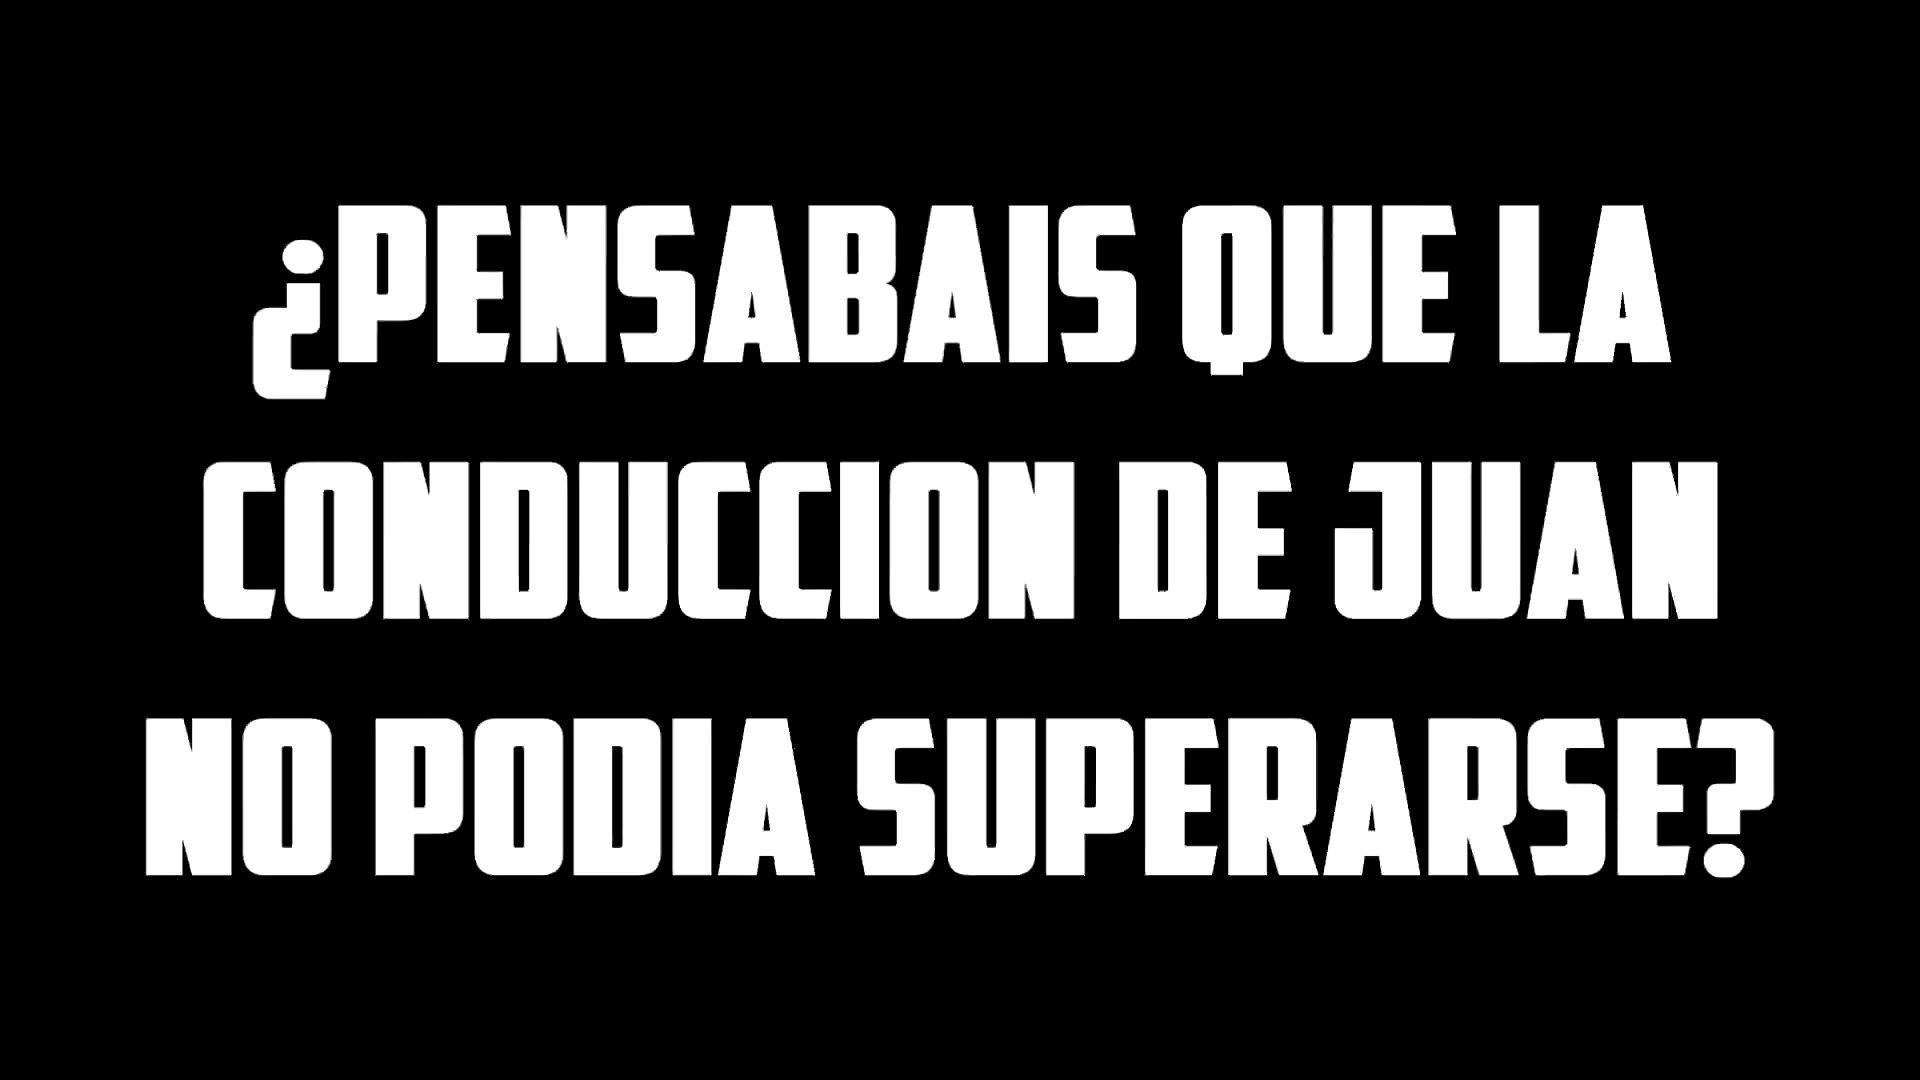 ¿PENSABAIS QUE LA
CONDUCCION DE JUAN
NO PODIA SUPERARSE?